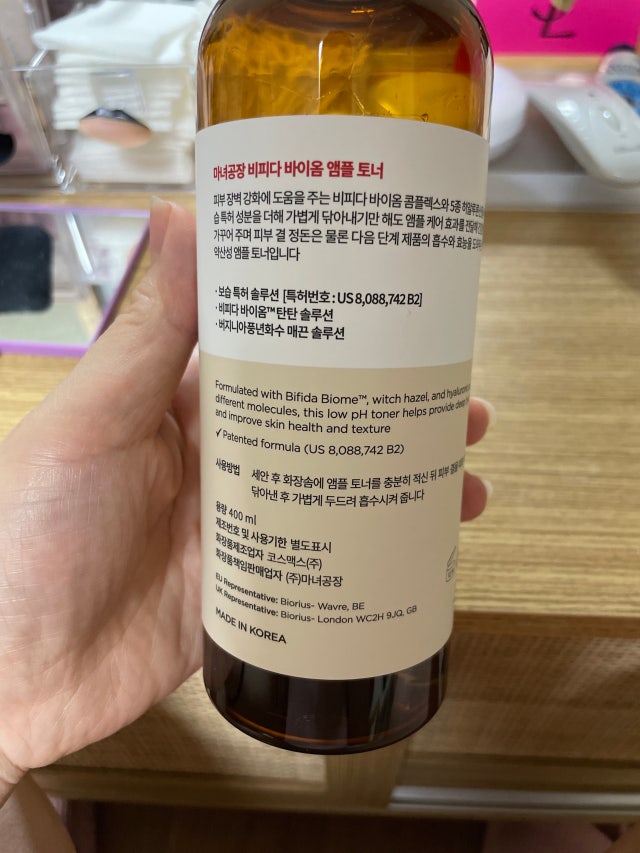 마녀공장 비피다 바이옴 앰플 토너
피부 장벽 강화에 도움을 주는 비피다 바이옴 콤플렉스와 5종 히알루론산
습 특허 성분을 더해 가볍게 닦아내기만 해도 앰플 케어 효과를 전달해
가꾸어 주며 피부 결 정돈은 물론 다음 단계 제품의 흡수와 효능을
약산성 앰플 토너입니다
· 보습 특허 솔루션 [특허번호 : US 8,088,742 B2]
· 비피다 바이옴™ 탄탄 솔루션
· 버지니아풍년화수 매끈 솔루션
Formulated with Bifida Biome™, witch hazel, and
different molecules, this low pH toner helps provide
and improve skin health and texture
✓Patented formula (US 8,088,742 B2)
사용방법 세안 후 화장솜에 앰플 토너를 충분히 적신 뒤 피부 결을
닦아낸 후 가볍게 두드려 흡수시켜 줍니다
용량 400 ml
제조번호 및 사용기한 별도표시
화장품제조업자 코스맥스(주)
화장품책임판매업자 (주)마녀공장
EU Representative: Biorius- Wavre, BE
UK Representative: Biorius- London WC2H 9JQ, GB
MADE IN KOREA